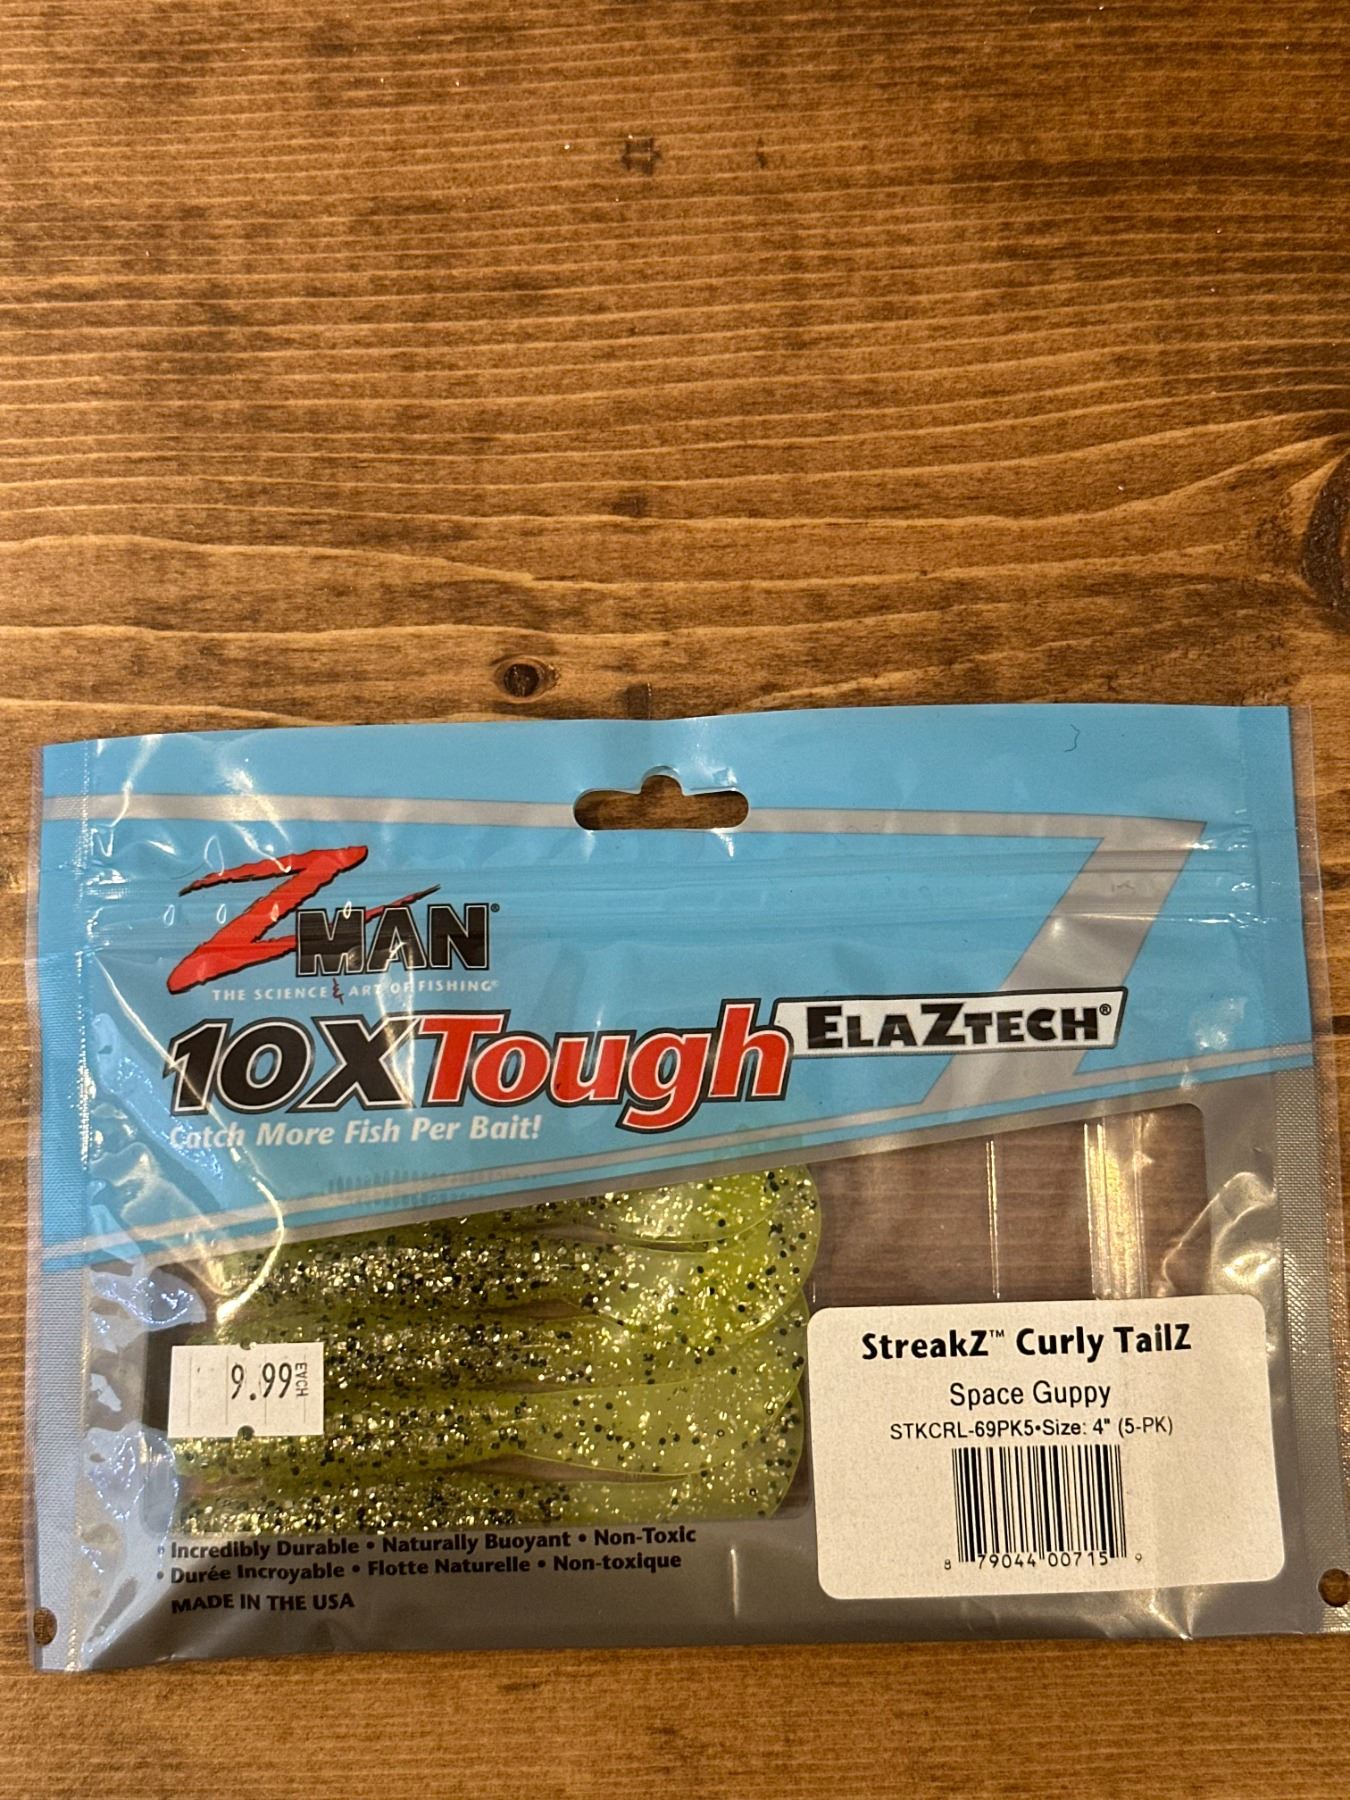 ZMAN®
THE SCIENCE & ART OF FISHING®
10X Tough ELAZTECH®
Catch More Fish Per Bait!
9.99 EACH
StreakZ™ Curly TailZ
Space Guppy
STKCRL-69PK5•Size: 4" (5-PK)
8 79044 00715 9
• Incredibly Durable • Naturally Buoyant • Non-Toxic
• Durée Incroyable • Flotte Naturelle • Non-toxique
MADE IN THE USA